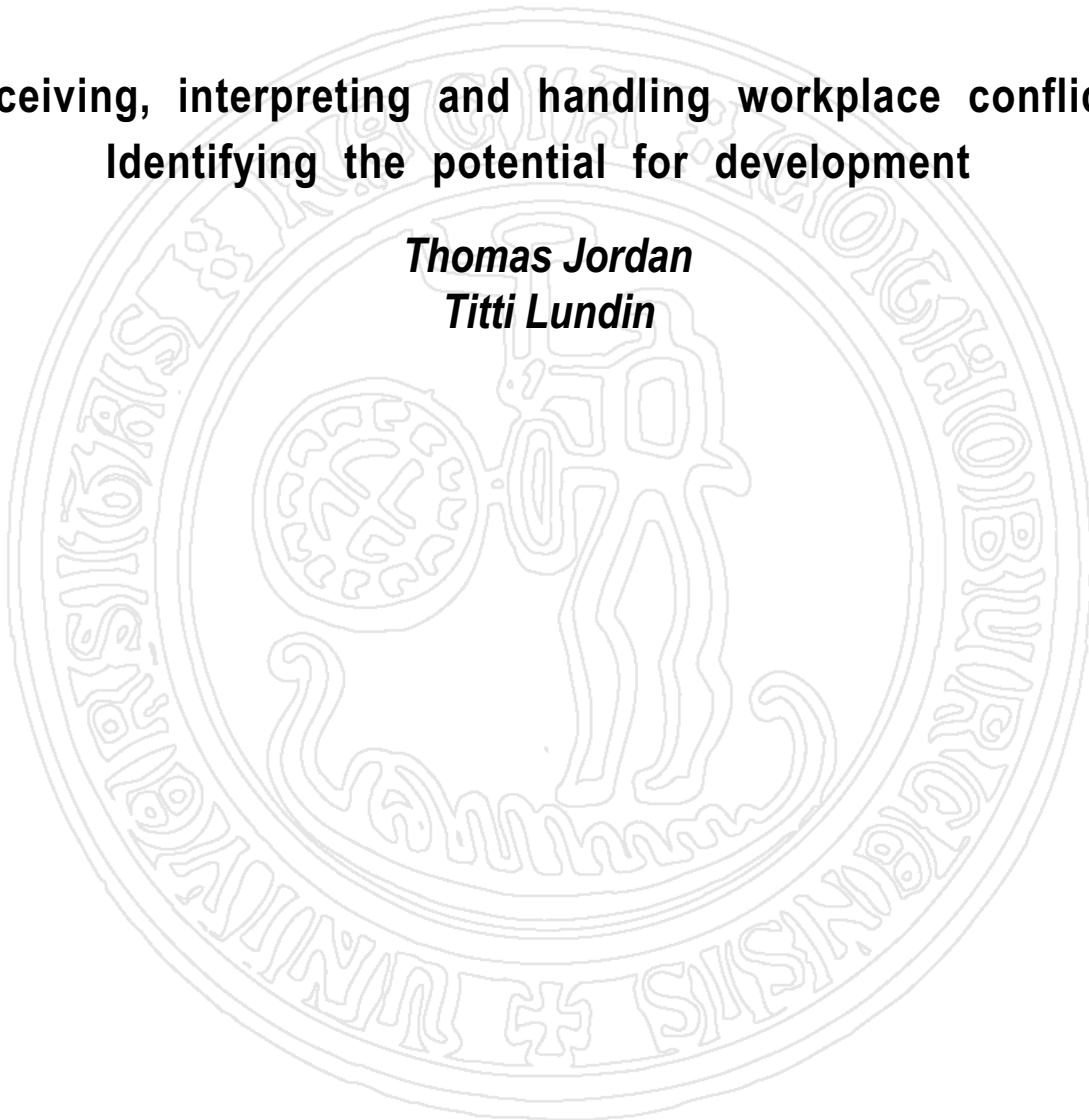 ceiving, interpreting and handling workplace conflic
Identifying the potential for development
Thomas Jordan
Titti Lundin